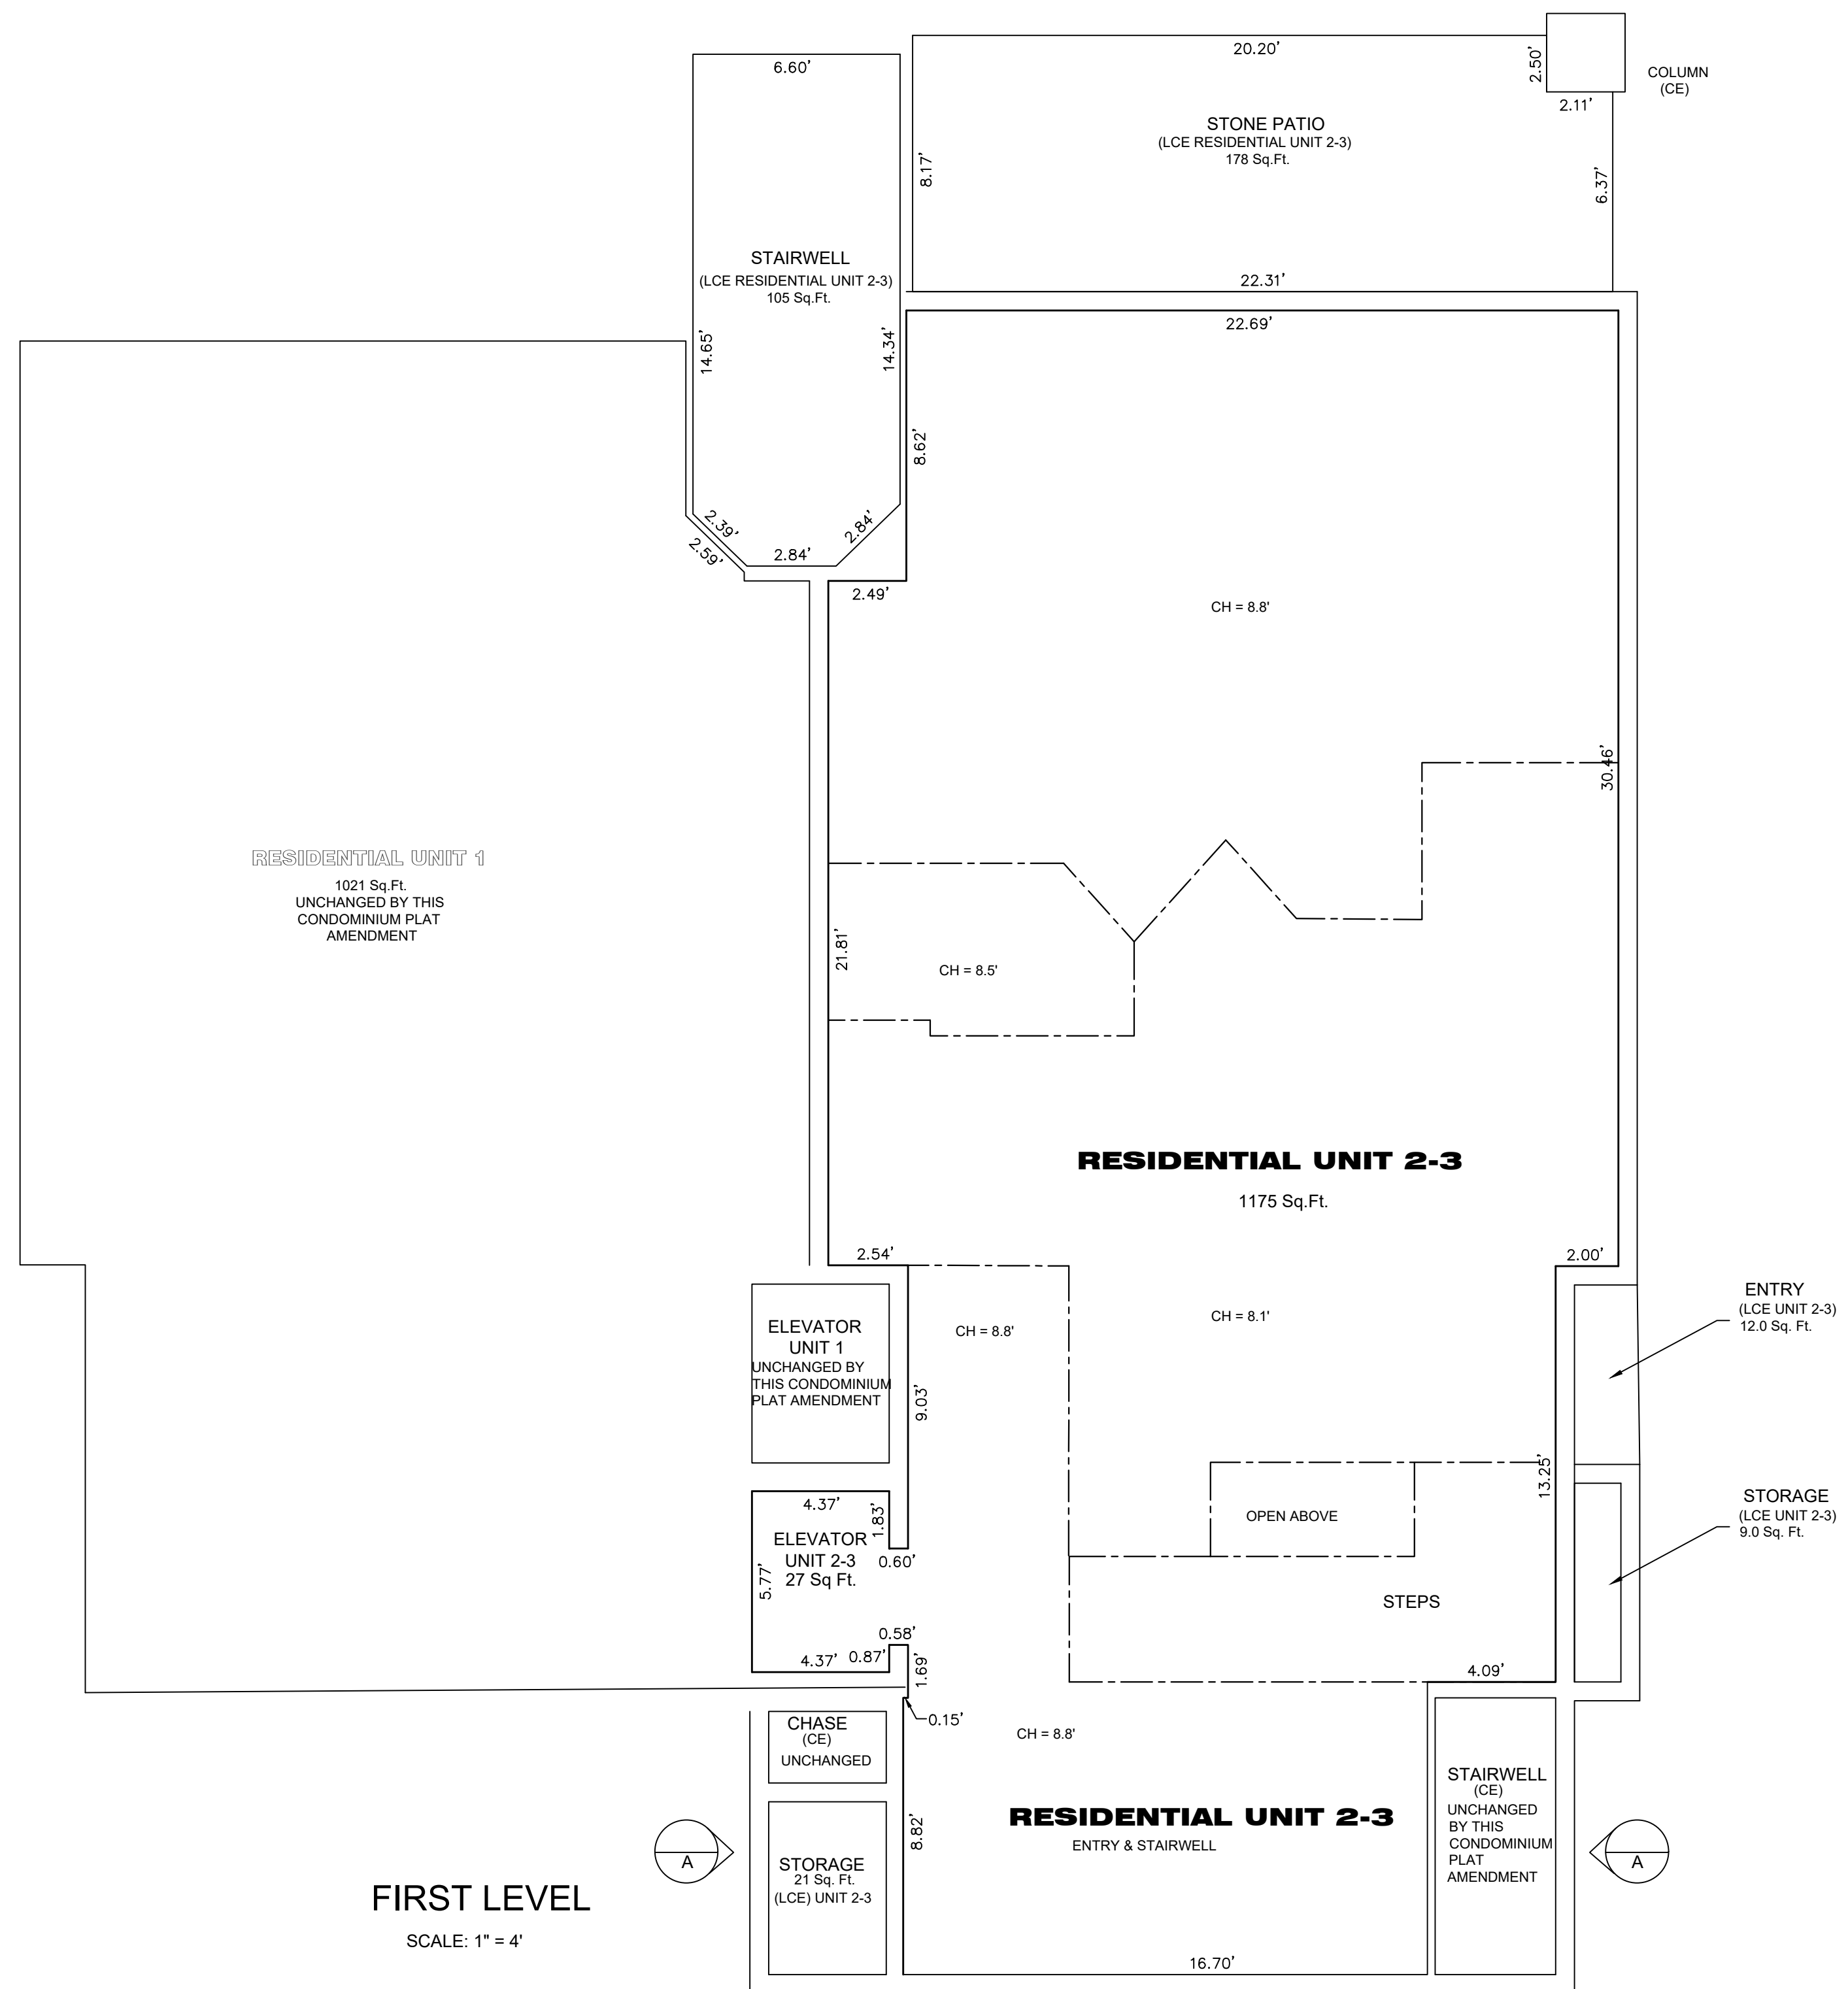 6.60’
20.20’
2.50’
COLUMN
(CE)
2.11’
STONE PATIO
(LCE RESIDENTIAL UNIT 2-3)
178 Sq.Ft.
8.17’
6.37’
STAIRWELL
(LCE RESIDENTIAL UNIT 2-3)
105 Sq.Ft.
22.31’
22.69’
14.65’
14.34’
8.62’
2.39’
2.84’
2.59’
2.84’
2.49’
CH = 8.8'
30.46’
RESIDENTIAL UNIT 1
1021 Sq.Ft.
UNCHANGED BY THIS
CONDOMINIUM PLAT
AMENDMENT
21.81’
CH = 8.5'
RESIDENTIAL UNIT 2-3
1175 Sq.Ft.
2.54’
2.00’
ENTRY
(LCE UNIT 2-3)
12.0 Sq. Ft.
ELEVATOR
UNIT 1
UNCHANGED BY
THIS CONDOMINIUM
PLAT AMENDMENT
CH = 8.8'
CH = 8.1'
9.03’
13.25’
STORAGE
(LCE UNIT 2-3)
9.0 Sq. Ft.
4.37’
1.83’
OPEN ABOVE
ELEVATOR
UNIT 2-3
27 Sq Ft.
0.60’
5.77’
STEPS
0.58’
0.87’
4.37’
1.69’
4.09’
0.15’
CHASE
(CE)
UNCHANGED
CH = 8.8'
STAIRWELL
(CE)
UNCHANGED
BY THIS
CONDOMINIUM
PLAT
AMENDMENT
RESIDENTIAL UNIT 2-3
ENTRY & STAIRWELL
8.82’
A
A
STORAGE
21 Sq. Ft.
(LCE) UNIT 2-3
FIRST LEVEL
SCALE: 1" = 4'
16.70’